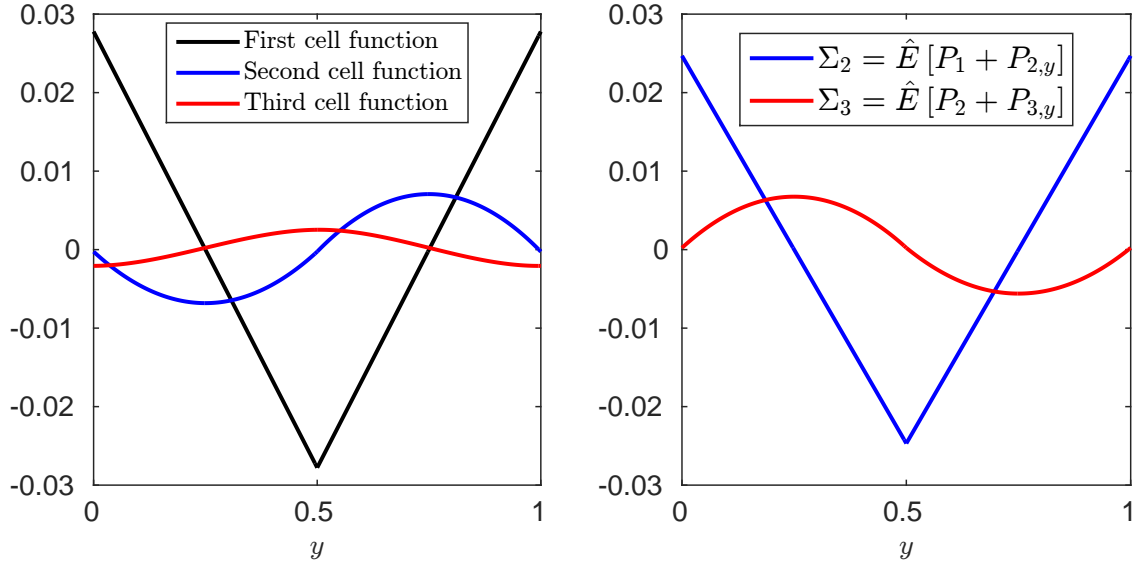 0.03
0.02
0.01
0
-0.01
-0.02
-0.03
0
0.5
1
y
First cell function
Second cell function
Third cell function
0.03
0.02
0.01
0
-0.01
-0.02
-0.03
0
0.5
1
y
Σ₂ = Ê [P₁ + P₂,ᵧ]
Σ₃ = Ê [P₂ + P₃,ᵧ]